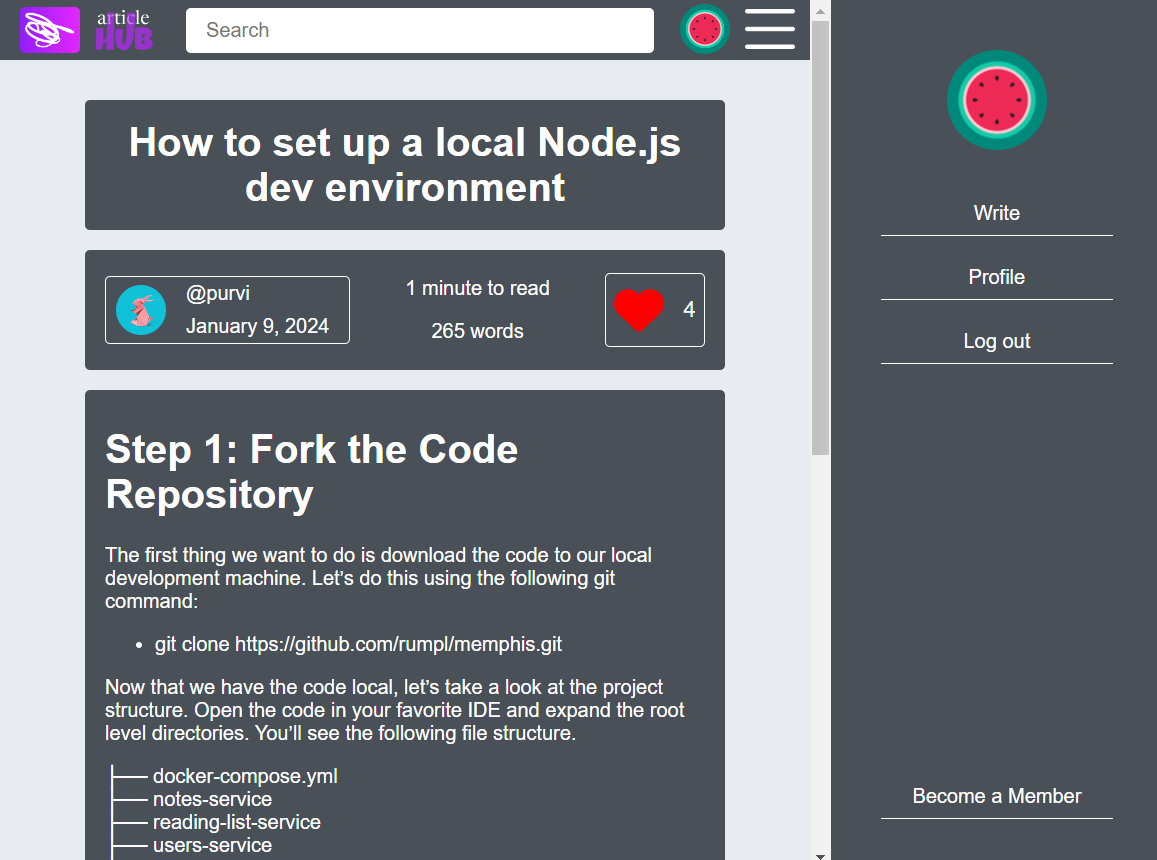 article
HUB
Search
How to set up a local Node.js
dev environment
@purvi
January 9, 2024
1 minute to read
265 words
4
Step 1: Fork the Code
Repository
The first thing we want to do is download the code to our local
development machine. Let’s do this using the following git
command:
• git clone https://github.com/rumpl/memphis.git
Now that we have the code local, let’s take a look at the project
structure. Open the code in your favorite IDE and expand the root
level directories. You’ll see the following file structure.
├── docker-compose.yml
├── notes-service
├── reading-list-service
├── users-service
Write
Profile
Log out
Become a Member